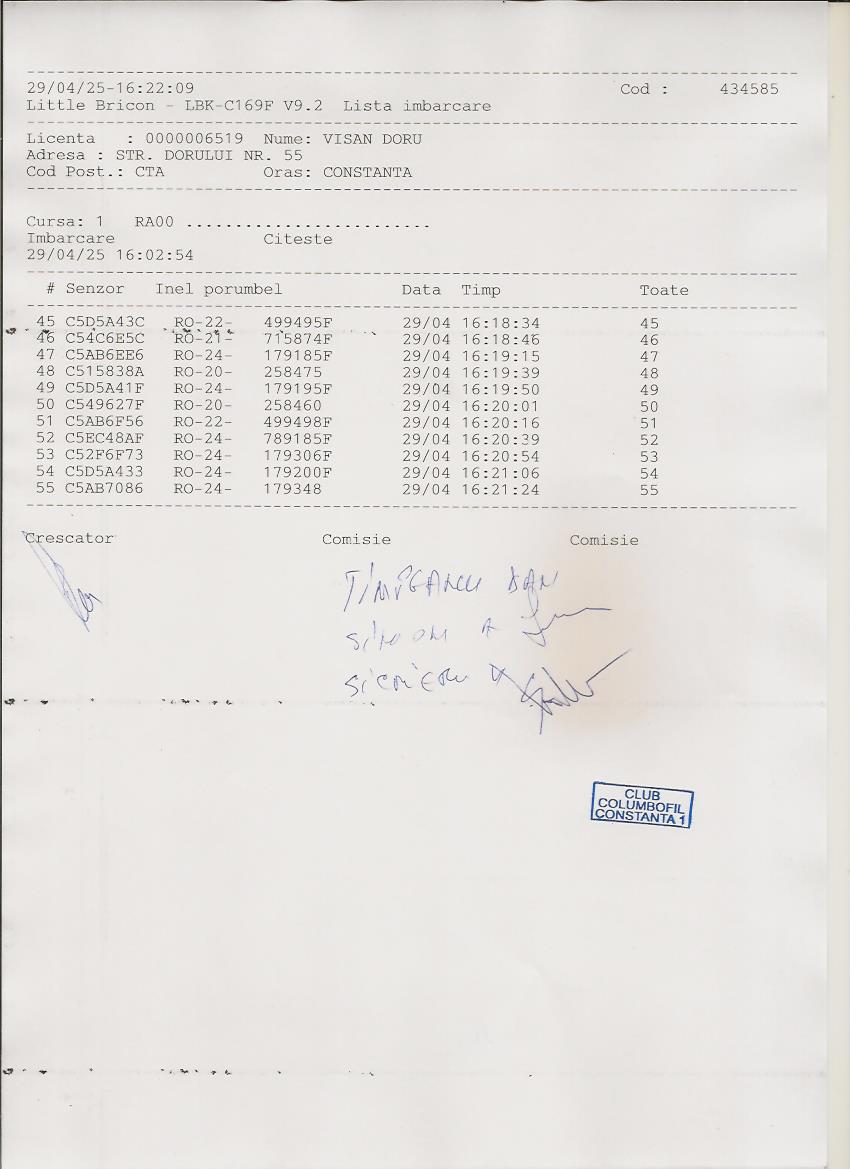 29/04/25-16:22:09 Cod : 434585
Little Bricon - LBK-C169F V9.2 Lista imbarcare
Licenta : 0000006519 Nume: VISAN DORU
Adresa : STR. DORULUI NR. 55
Cod Post.: CTA Oras: CONSTANTA
Cursa: 1 RA00 .........................
Imbarcare Citeste
29/04/25 16:02:54
# Senzor Inel porumbel Data Timp Toate
45 C5D5A43C RO-22- 499495F 29/04 16:18:34 45
46 C54C6E5C RO-21- 715874F 29/04 16:18:46 46
47 C5AB6EE6 RO-24- 179185F 29/04 16:19:15 47
48 C515838A RO-20- 258475 29/04 16:19:39 48
49 C5D5A41F RO-24- 179195F 29/04 16:19:50 49
50 C549627F RO-20- 258460 29/04 16:20:01 50
51 C5AB6F56 RO-22- 499498F 29/04 16:20:16 51
52 C5EC48AF RO-24- 789185F 29/04 16:20:39 52
53 C52F6F73 RO-24- 179306F 29/04 16:20:54 53
54 C5D5A433 RO-24- 179200F 29/04 16:21:06 54
55 C5AB7086 RO-24- 179348 29/04 16:21:24 55
Crescator Comisie Comisie
DAN
A
CLUB
COLUMBOFIL
CONSTANTA 1